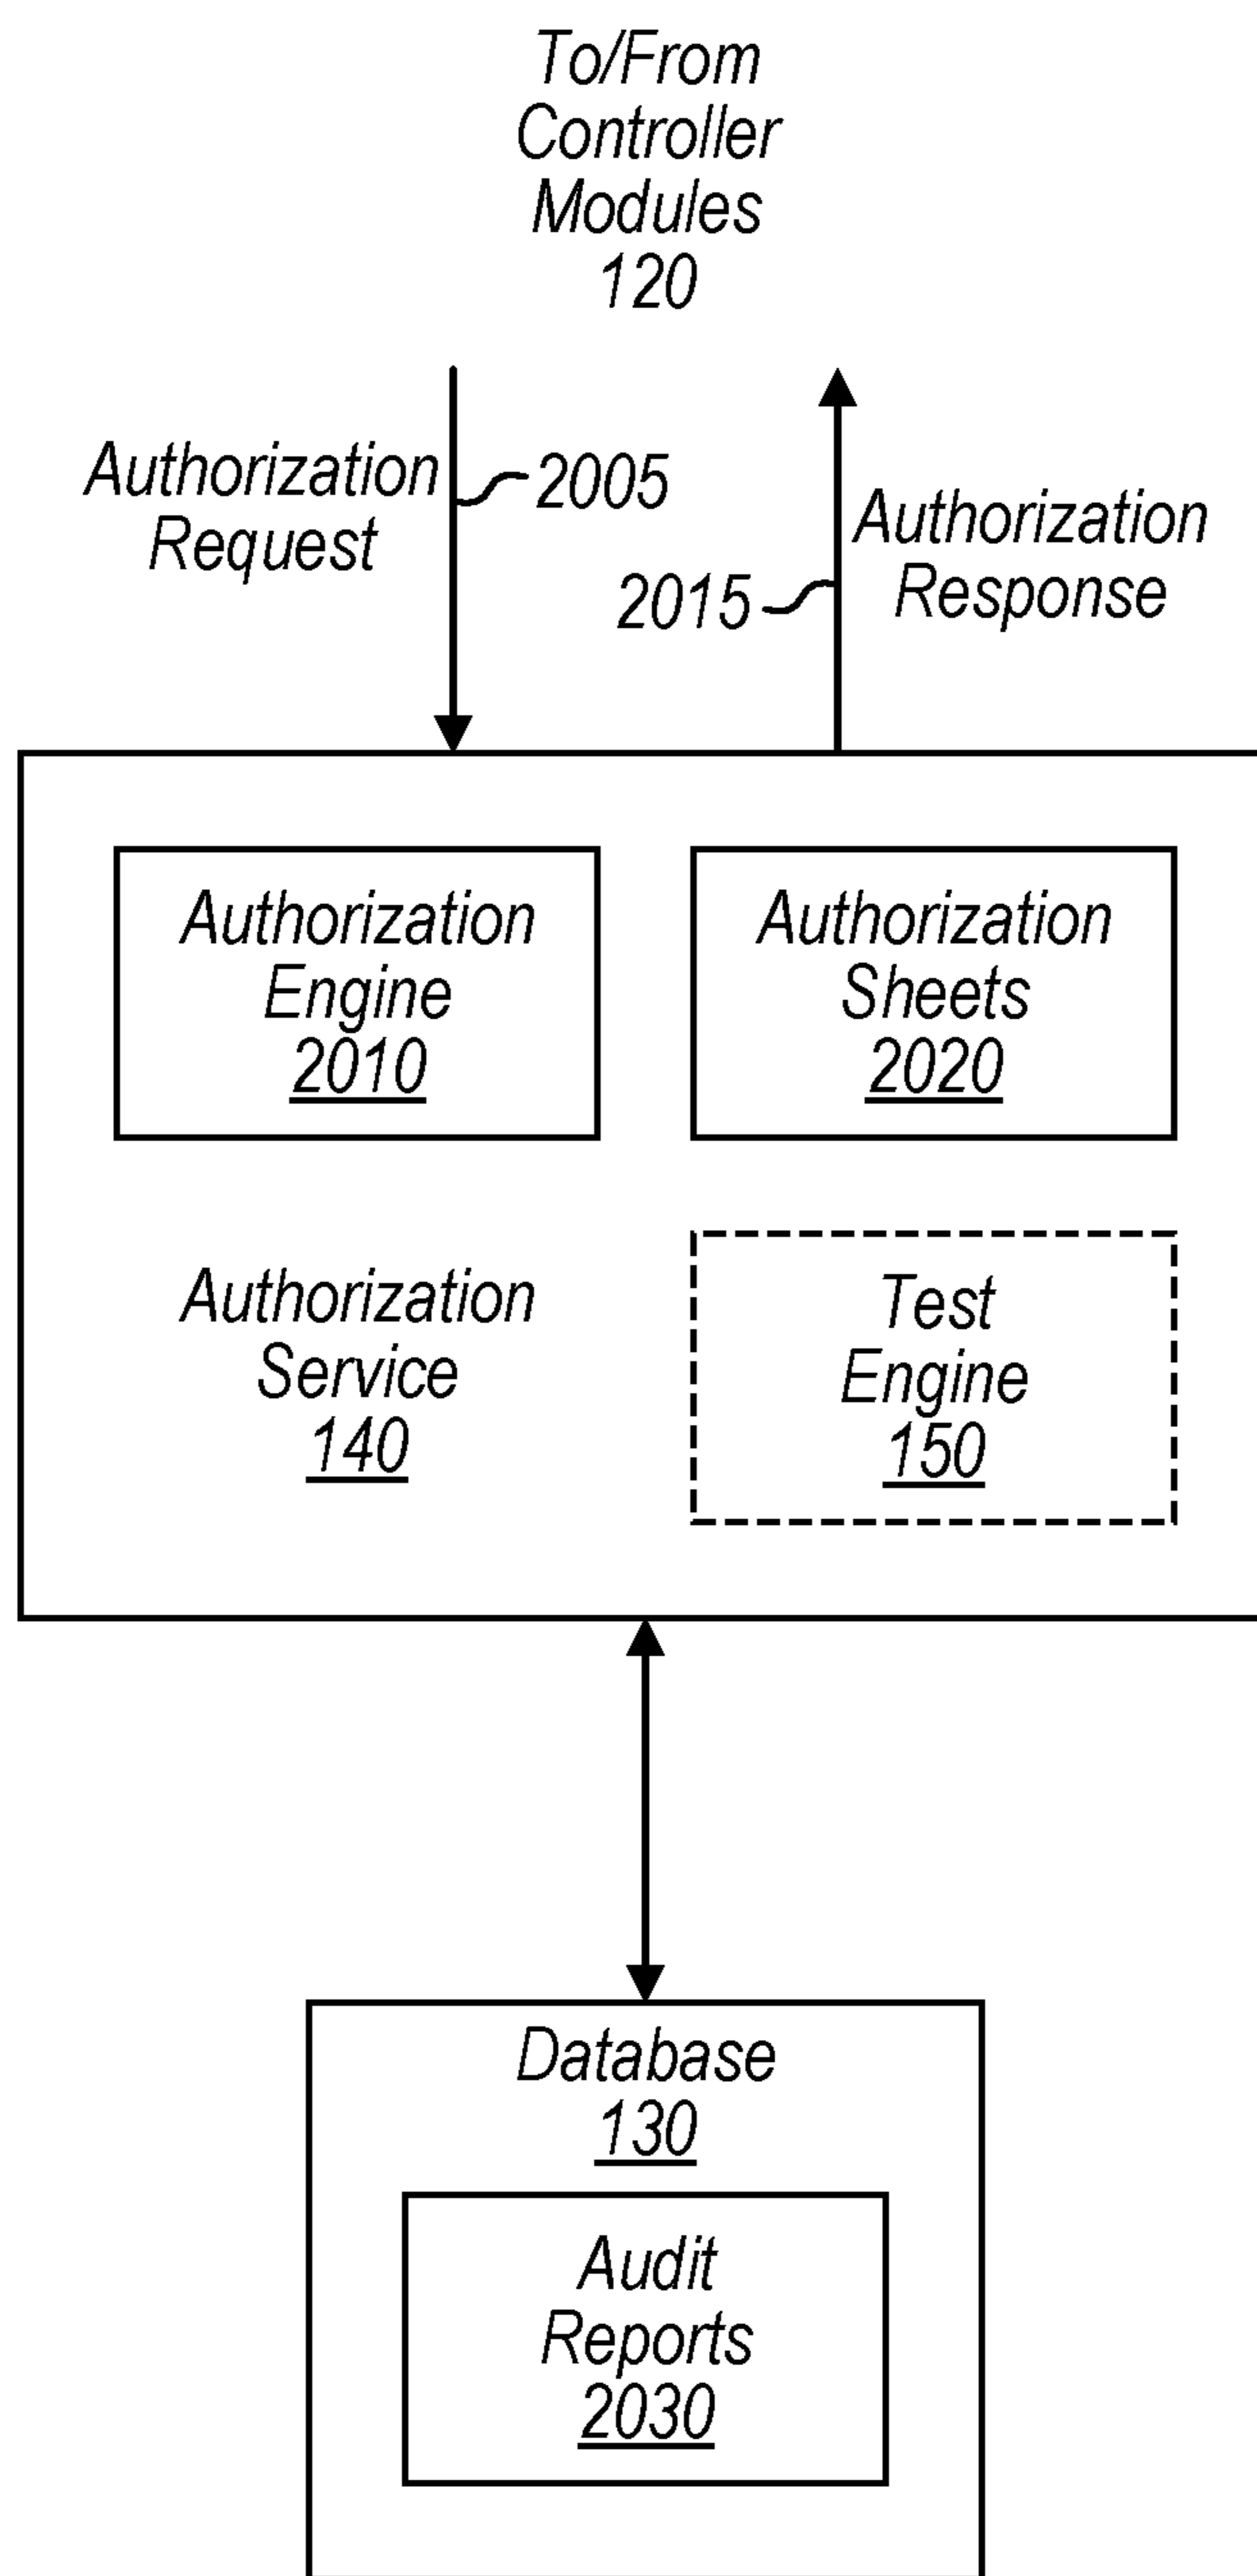 To/From
Controller
Modules
120
Authorization
Request
2005
2015
Authorization
Response
Authorization
Engine
2010
Authorization
Sheets
2020
Authorization
Service
140
Test
Engine
150
Database
130
Audit
Reports
2030